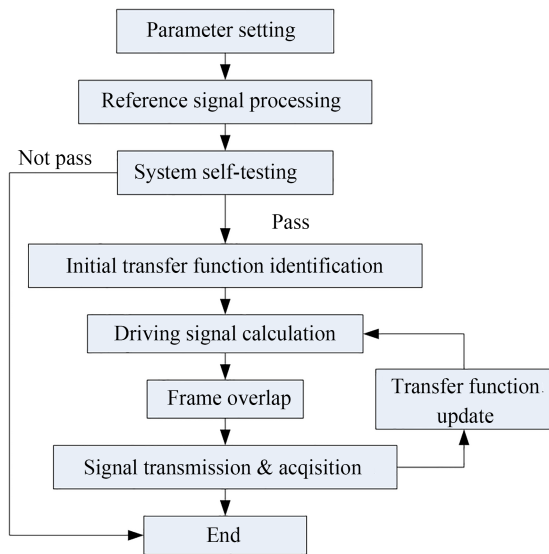 Parameter setting
Reference signal processing
Not pass
System self-testing
Pass
Initial transfer function identification
Driving signal calculation
Frame overlap
Transfer function
update
Signal transmission & acqisition
End